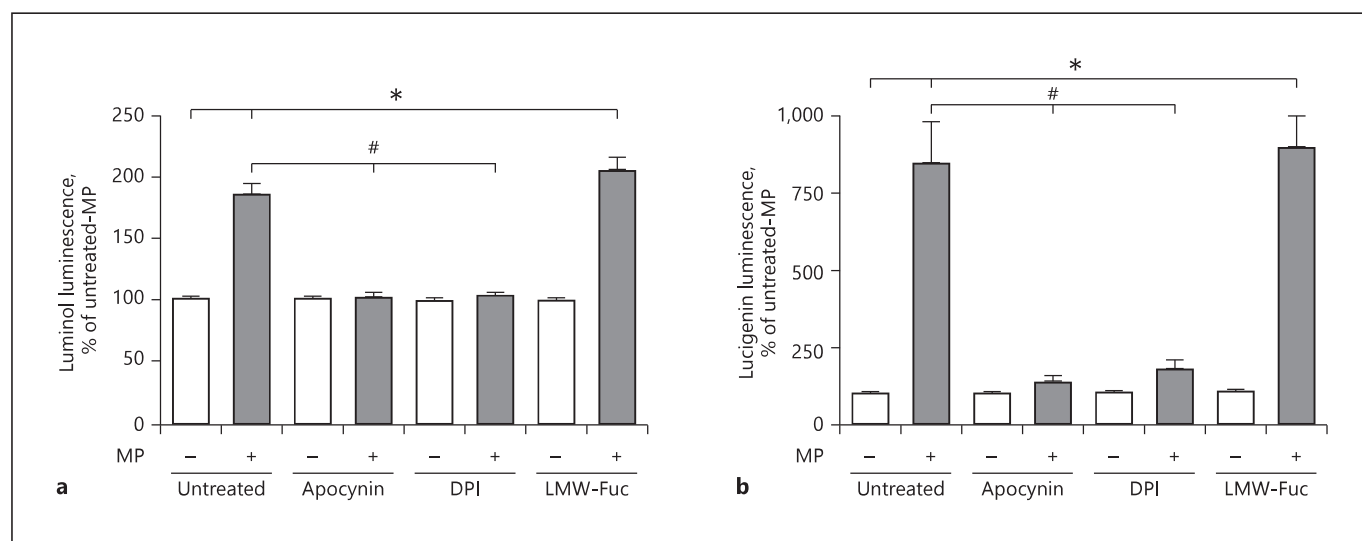 *
#
Luminol luminescence,
% of untreated-MP
250
200
150
100
50
0
MP – + – + – + – +
Untreated Apocynin DPI LMW-Fuc
a
*
#
Lucigenin luminescence,
% of untreated-MP
1,000
750
500
250
0
MP – + – + – + – +
Untreated Apocynin DPI LMW-Fuc
b